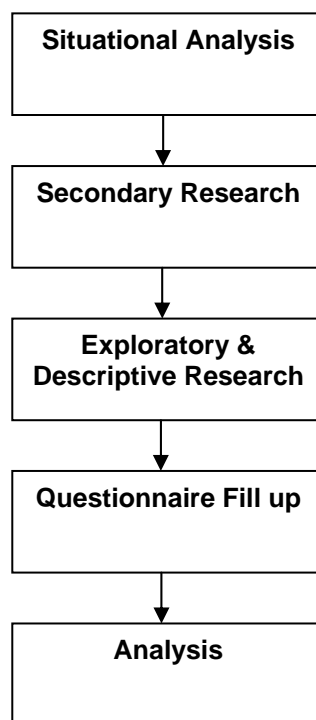 Situational Analysis
Secondary Research
Exploratory &
Descriptive Research
Questionnaire Fill up
Analysis